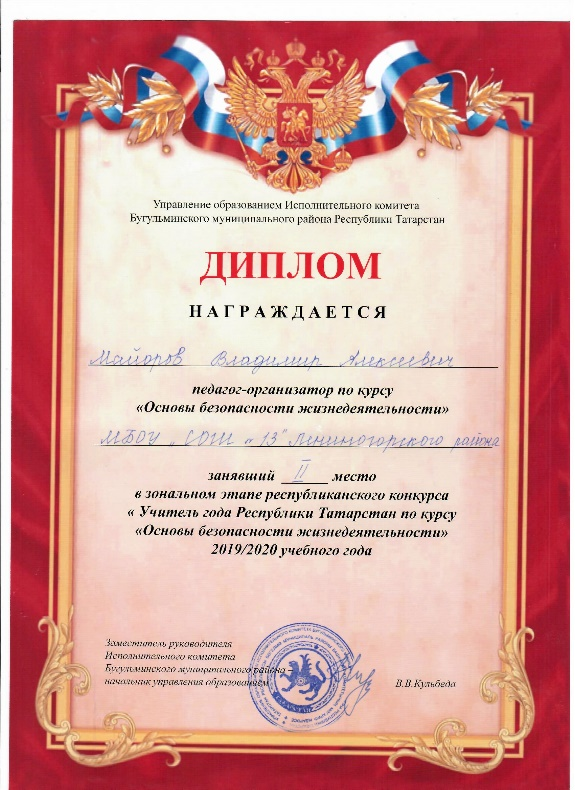 Управление образованием Исполнительного комитета
Бугульминского муниципального района Республики Татарстан
ДИПЛОМ
НАГРАЖДАЕТСЯ
Майоров Владимир Алексеевич
педагог-организатор по курсу
«Основы безопасности жизнедеятельности»
МБОУ „СОШ № 13" Лениногорского района
занявший II место
в зональном этапе республиканского конкурса
« Учитель года Республики Татарстан по курсу
«Основы безопасности жизнедеятельности»
2019/2020 учебного года
Заместитель руководителя
Исполнительного комитета
Бугульминского муниципального района –
начальник управления образованием
В.В.Кульбеда
ТАТАРСТАН